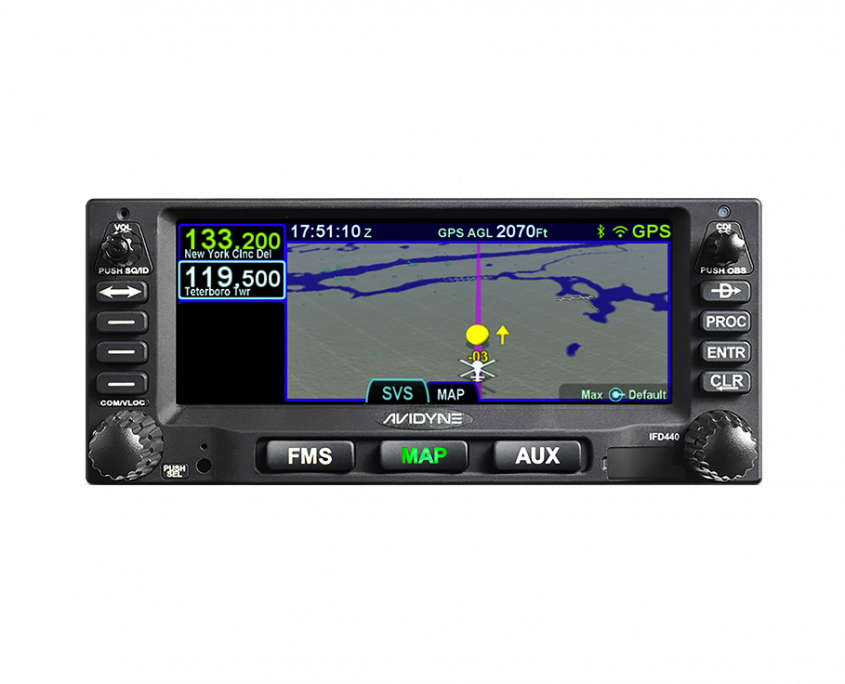 VOL
PUSH SQ/ID
COM/VLOC
PUSH
SEL
133.200
New York Clnc Del
119.500
Teterboro Twr
17:51:10 Z
GPS AGL 2070Ft
GPS
-03
SVS
MAP
Max
Default
AVIDYNE
FMS
MAP
AUX
CDI
PUSH OBS
D
PROC
ENTR
CLR
IFD440